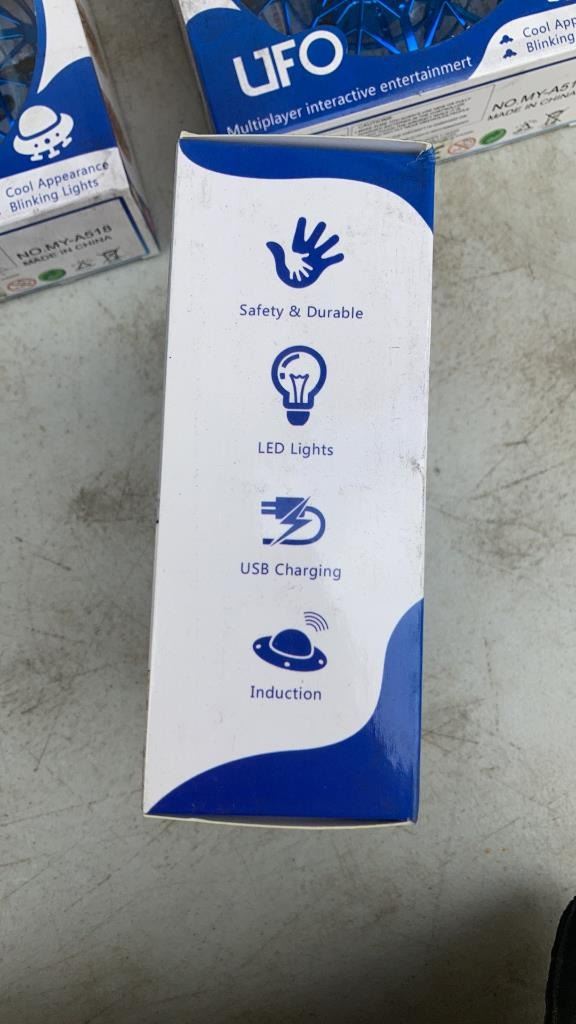 UFO
Multiplayer interactive entertainmert
Cool App
Blinking
CAUTION
NO.MY-A51
MADE IN CHINA
Cool Appearance
Blinking Lights
NO.MY-A518
MADE IN CHINA
Safety & Durable
LED Lights
USB Charging
Induction